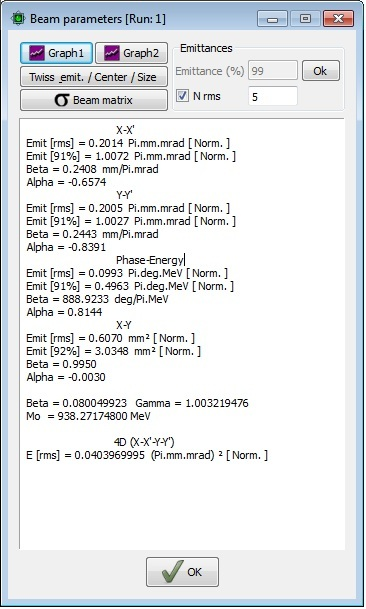 Beam parameters [Run: 1]
Graph1 Graph2
Twiss emit. / Center / Size
σ Beam matrix
Emittances
Emittance (%) 99 Ok
N rms 5
X-X'
Emit [rms] = 0.2014 Pi.mm.mrad [ Norm. ]
Emit [91%] = 1.0072 Pi.mm.mrad [ Norm. ]
Beta = 0.2408 mm/Pi.mrad
Alpha = -0.6574
Y-Y'
Emit [rms] = 0.2005 Pi.mm.mrad [ Norm. ]
Emit [91%] = 1.0027 Pi.mm.mrad [ Norm. ]
Beta = 0.2443 mm/Pi.mrad
Alpha = -0.8391
Phase-Energy
Emit [rms] = 0.0993 Pi.deg.MeV [ Norm. ]
Emit [91%] = 0.4963 Pi.deg.MeV [ Norm. ]
Beta = 888.9233 deg/Pi.MeV
Alpha = 0.8144
X-Y
Emit [rms] = 0.6070 mm² [ Norm. ]
Emit [92%] = 3.0348 mm² [ Norm. ]
Beta = 0.9950
Alpha = -0.0030
Beta = 0.080049923 Gamma = 1.003219476
Mo = 938.27174800 MeV
4D (X-X'-Y-Y')
E [rms] = 0.0403969995 (Pi.mm.mrad) ² [ Norm. ]
OK